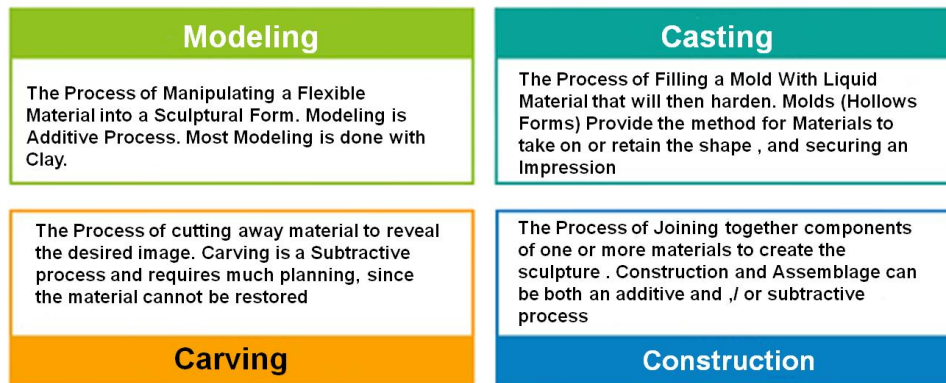 Modeling
The Process of Manipulating a Flexible
Material into a Sculptural Form. Modeling is
Additive Process. Most Modeling is done with
Clay.
Casting
The Process of Filling a Mold With Liquid
Material that will then harden. Molds (Hollows
Forms) Provide the method for Materials to
take on or retain the shape , and securing an
Impression
The Process of cutting away material to reveal
the desired image. Carving is a Subtractive
process and requires much planning, since
the material cannot be restored
Carving
The Process of Joining together components
of one or more materials to create the
sculpture . Construction and Assemblage can
be both an additive and ,/ or subtractive
process
Construction